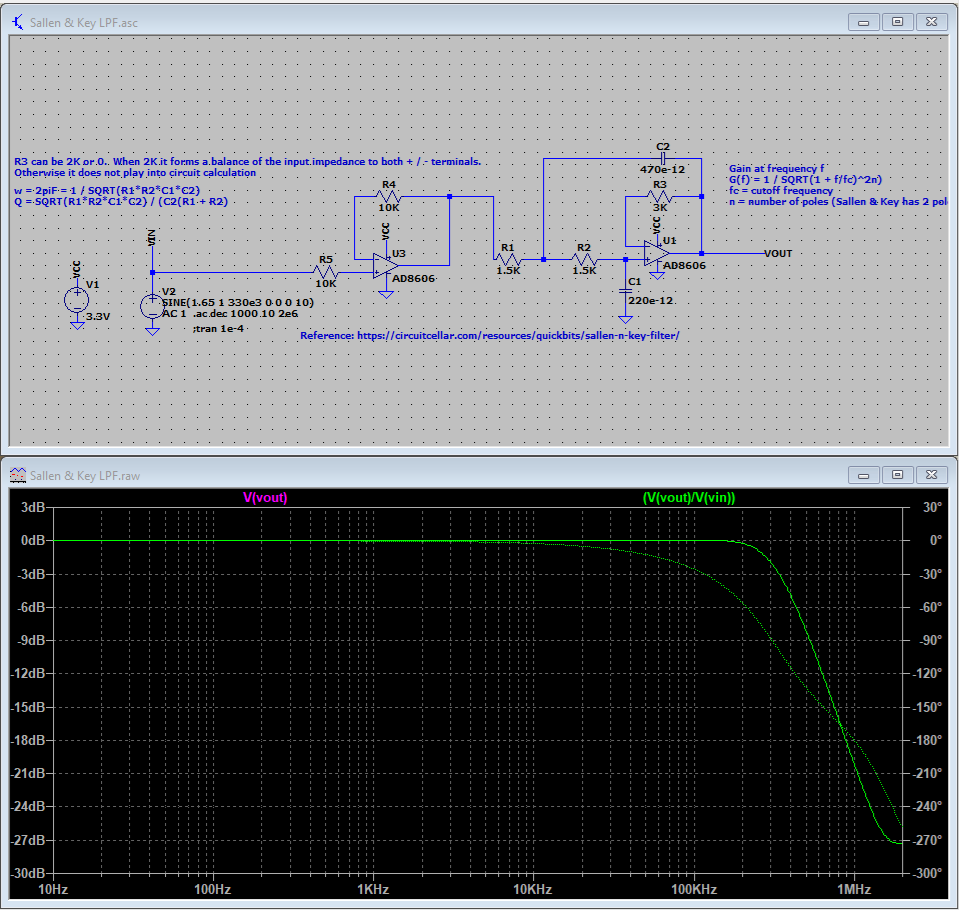 Sallen & Key LPF.asc
R3 can be 2K or 0. When 2K it forms a balance of the input impedance to both + / - terminals.
Otherwise it does not play into circuit calculation
w = 2piF = 1 / SQRT(R1*R2*C1*C2)
Q = SQRT(R1*R2*C1*C2) / (C2(R1 + R2)
Gain at frequency f
G(f) = 1 / SQRT(1 + f/fc)^2n)
fc = cutoff frequency
n = number of poles (Sallen & Key has 2 pol
C2
470e-12
R3
3K
VCC
U1
AD8606
VOUT
R4
10K
VCC
U3
AD8606
R1
1.5K
R2
1.5K
C1
220e-12
R5
10K
VIN
VCC
V1
3.3V
V2
SINE(1.65 1 330e3 0 0 0 10)
AC 1 .ac dec 1000 10 2e6
;tran 1e-4
Reference: https://circuitcellar.com/resources/quickbits/sallen-n-key-filter/
Sallen & Key LPF.raw
V(vout) (V(vout)/V(vin))
3dB 30°
0dB 0°
-3dB -30°
-6dB -60°
-9dB -90°
-12dB -120°
-15dB -150°
-18dB -180°
-21dB -210°
-24dB -240°
-27dB -270°
-30dB -300°
10Hz 100Hz 1KHz 10KHz 100KHz 1MHz